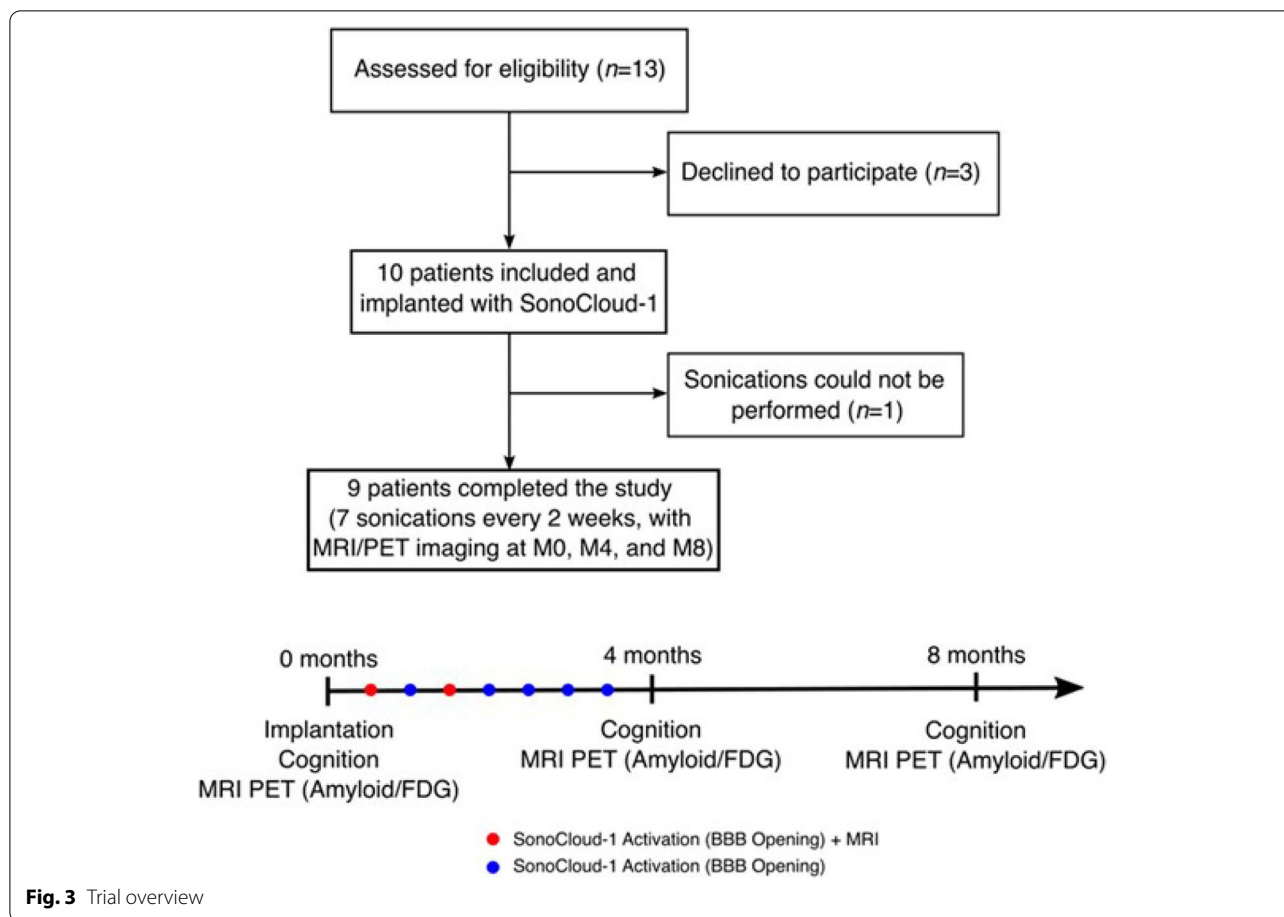 Assessed for eligibility (n=13)
Declined to participate (n=3)
10 patients included and
implanted with SonoCloud-1
Sonications could not be
performed (n=1)
9 patients completed the study
(7 sonications every 2 weeks, with
MRI/PET imaging at M0, M4, and M8)
0 months
4 months
8 months
Implantation
Cognition
MRI PET (Amyloid/FDG)
Cognition
MRI PET (Amyloid/FDG)
Cognition
MRI PET (Amyloid/FDG)
SonoCloud-1 Activation (BBB Opening) + MRI
SonoCloud-1 Activation (BBB Opening)
Fig. 3 Trial overview